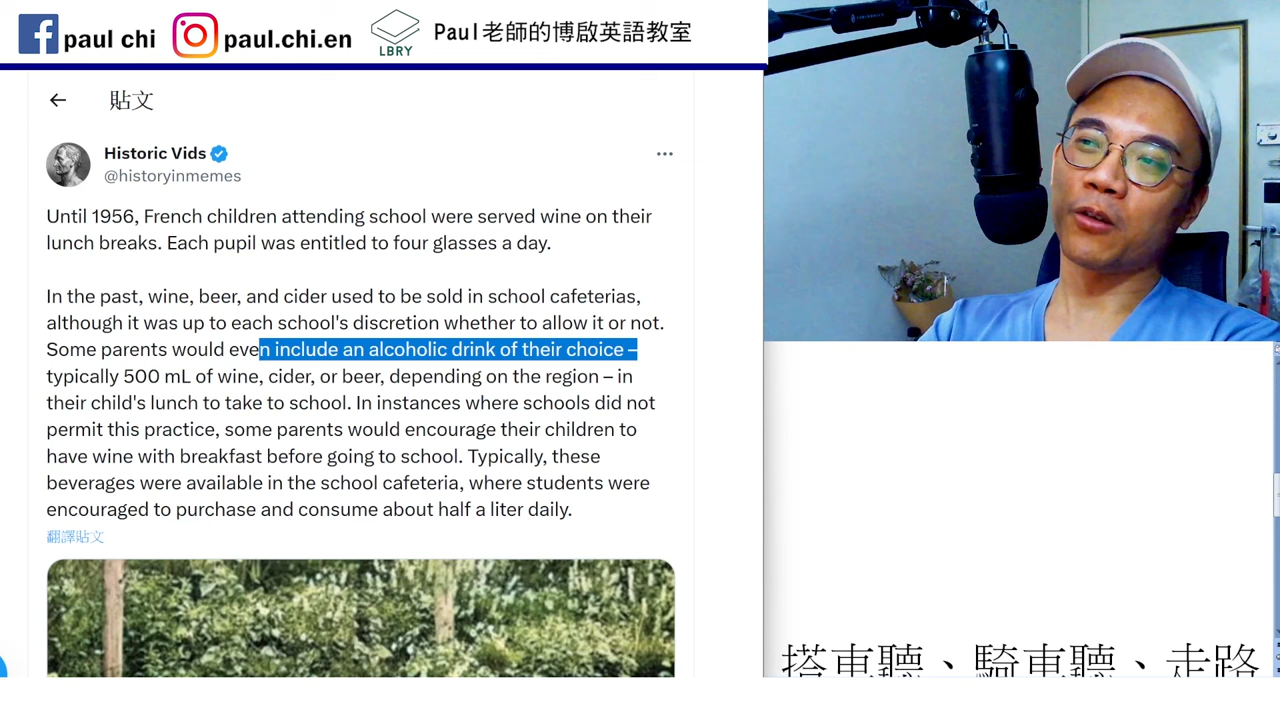 paul chi
paul.chi.en
LBRY
Paul老師的博啟英語教室
貼文
Historic Vids
@historyinmemes
Until 1956, French children attending school were served wine on their
lunch breaks. Each pupil was entitled to four glasses a day.
In the past, wine, beer, and cider used to be sold in school cafeterias,
although it was up to each school's discretion whether to allow it or not.
Some parents would even include an alcoholic drink of their choice –
typically 500 mL of wine, cider, or beer, depending on the region – in
their child's lunch to take to school. In instances where schools did not
permit this practice, some parents would encourage their children to
have wine with breakfast before going to school. Typically, these
beverages were available in the school cafeteria, where students were
encouraged to purchase and consume about half a liter daily.
翻譯貼文
搭車聽、騎車聽、走路